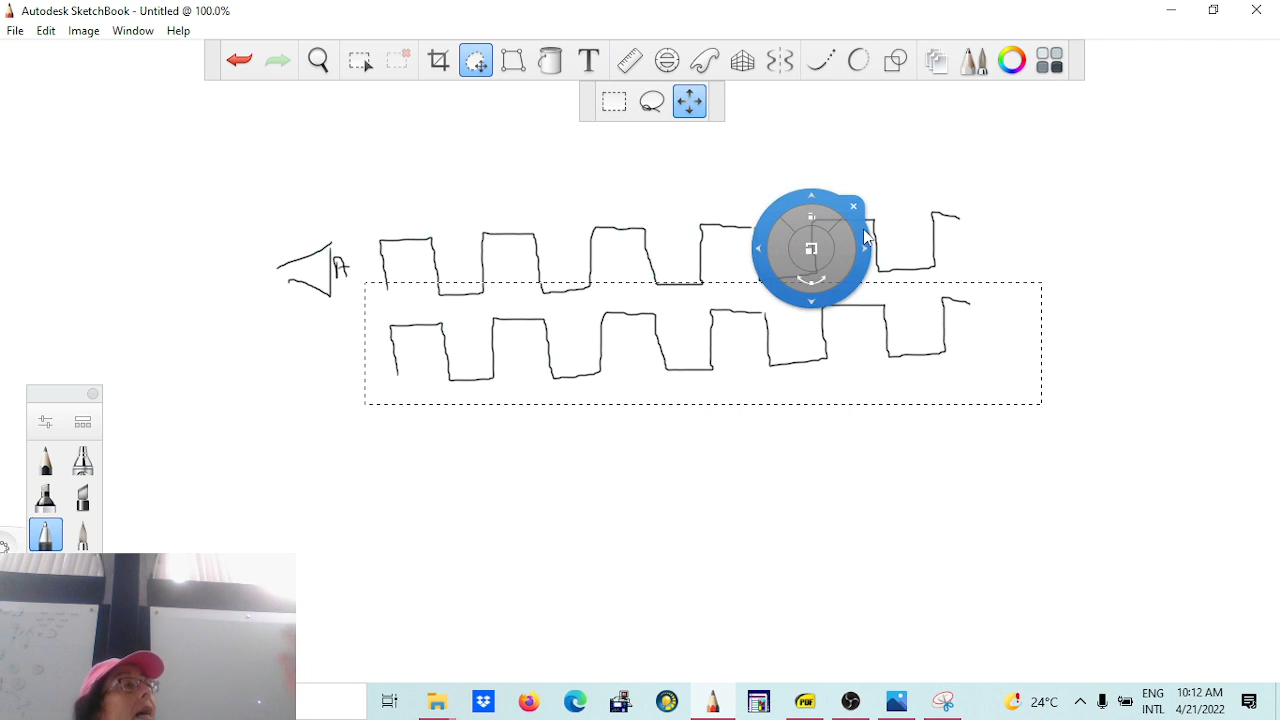 Autodesk SketchBook - Untitled @ 100.0%
File Edit Image Window Help
T
A
PDF
24°C
ENG
INTL
10:12 AM
4/21/2022